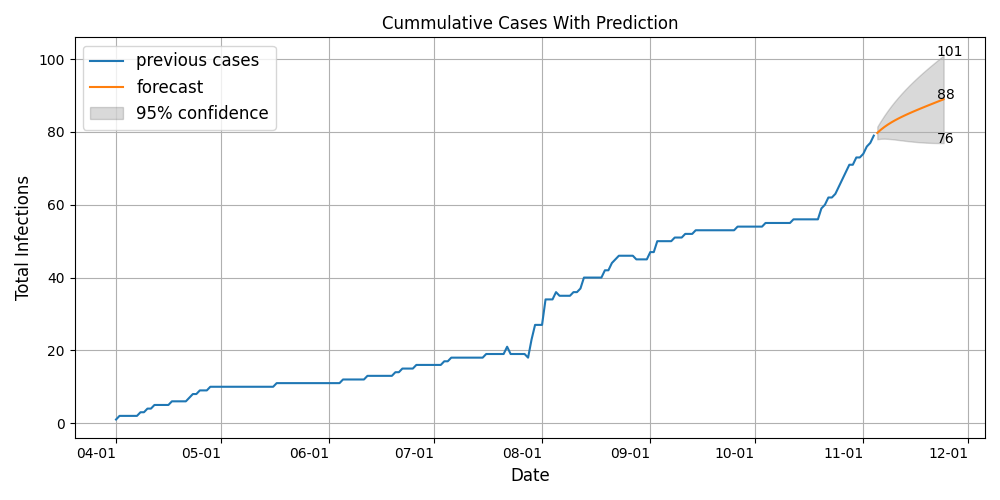 Cummulative Cases With Prediction
previous cases
forecast
95% confidence
101
88
76
100
80
60
40
20
0
Total Infections
04-01 05-01 06-01 07-01 08-01 09-01 10-01 11-01 12-01
Date